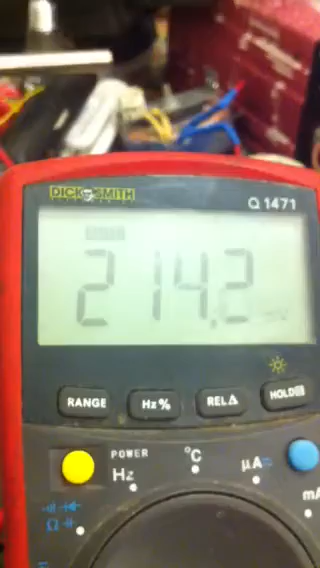 DICK SMITH
Q 1471
214.2
RANGE
Hz%
REL△
HOLD
POWER
Hz
°C
µA
mA
Ω